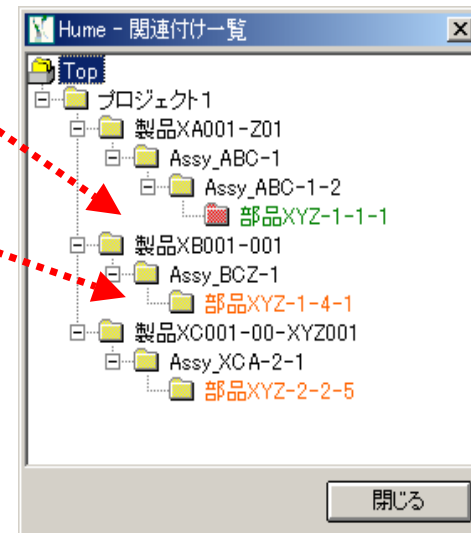 Hume - 関連付け一覧
Top
プロジェクト1
製品XA001-Z01
Assy_ABC-1
Assy_ABC-1-2
部品XYZ-1-1-1
製品XB001-001
Assy_BCZ-1
部品XYZ-1-4-1
製品XC001-00-XYZ001
Assy_XCA-2-1
部品XYZ-2-2-5
閉じる